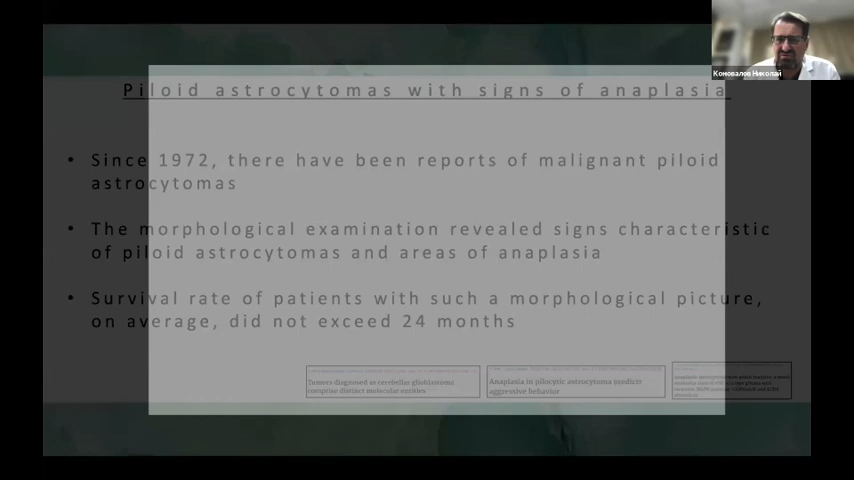 Коновалов Николай
Piloid astrocytomas with signs of anaplasia
• Since 1972, there have been reports of malignant piloid
astrocytomas
• The morphological examination revealed signs characteristic
of piloid astrocytomas and areas of anaplasia
• Survival rate of patients with such a morphological picture,
on average, did not exceed 24 months
Tumors diagnosed as cerebellar glioblastoma
comprise distinct molecular entities
Anaplasia in pilocytic astrocytoma predicts
aggressive behavior